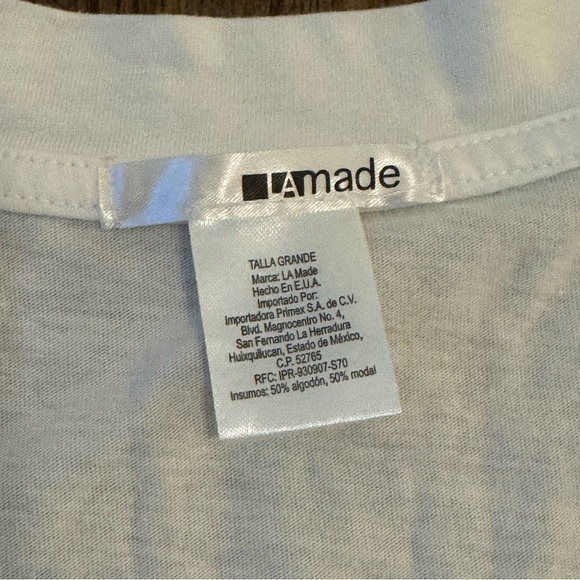 LAmade
TALLA GRANDE
Marca: LA Made
Hecho En E.U.A.
Importado Por:
Importadora Primex S.A. de C.V.
Blvd. Magnocentro No. 4,
San Fernando La Herradura
Huixquilucan, Estado de México,
C.P. 52765
RFC: IPR-930907-S70
Insumos: 50% algodón, 50% modal